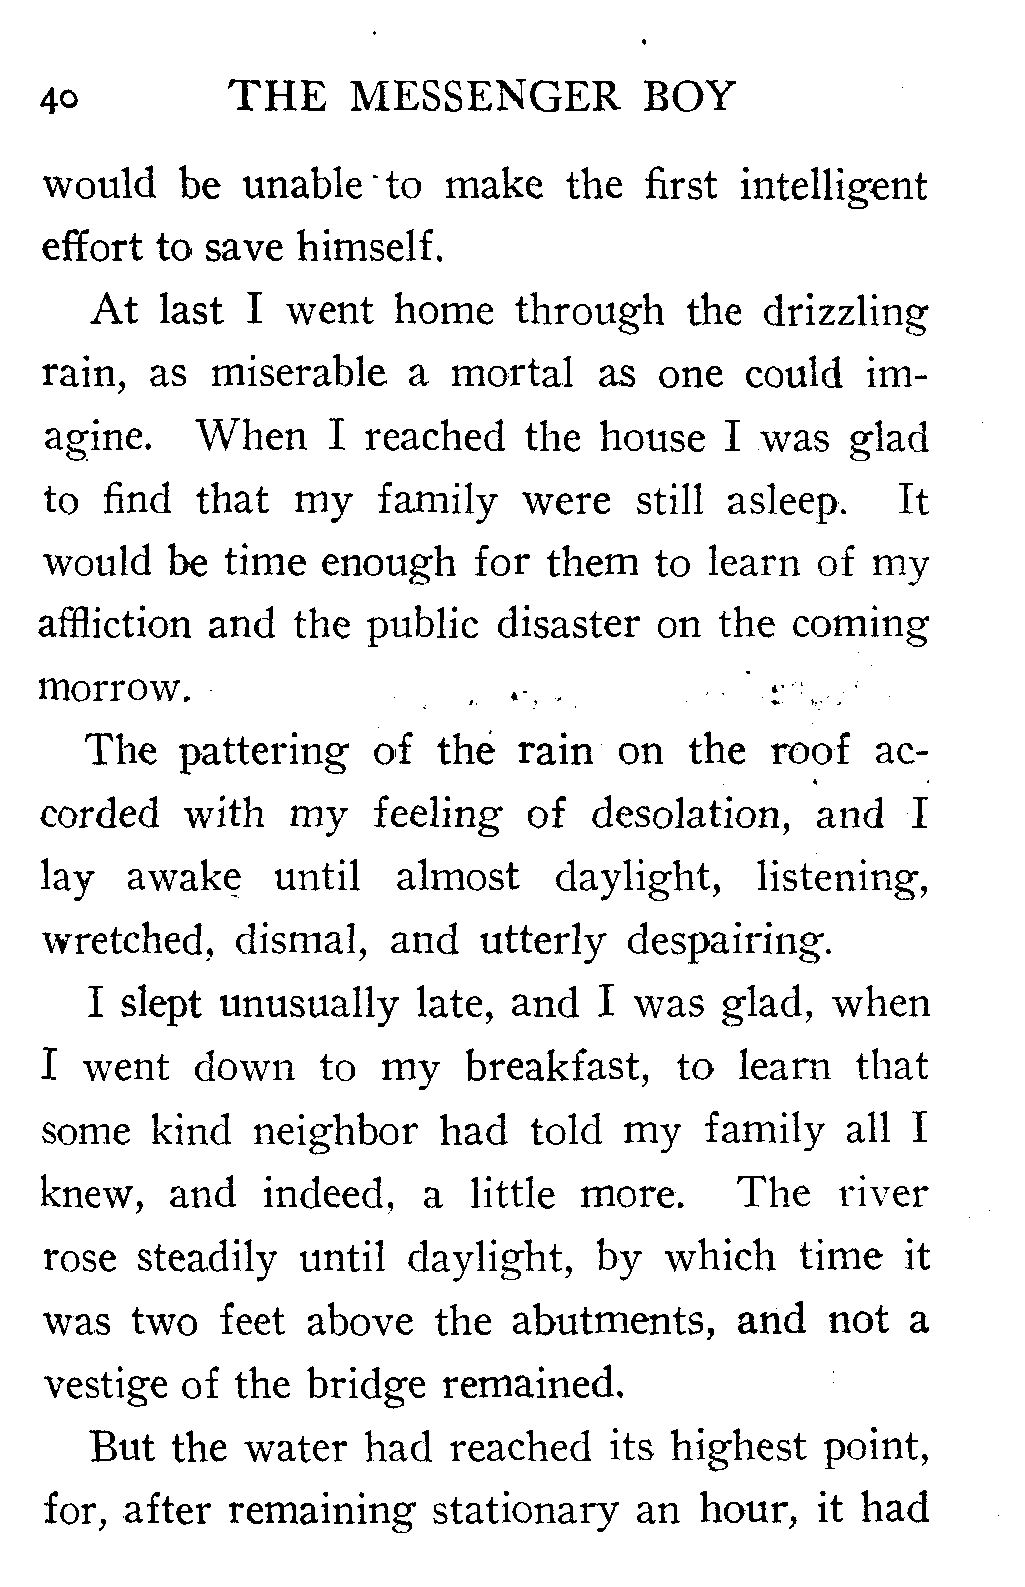 40 THE MESSENGER BOY
would be unable to make the first intelligent
effort to save himself.
At last I went home through the drizzling
rain, as miserable a mortal as one could im-
agine. When I reached the house I was glad
to find that my family were still asleep. It
would be time enough for them to learn of my
affliction and the public disaster on the coming
morrow.
The pattering of the rain on the roof ac-
corded with my feeling of desolation, and I
lay awake until almost daylight, listening,
wretched, dismal, and utterly despairing.
I slept unusually late, and I was glad, when
I went down to my breakfast, to learn that
some kind neighbor had told my family all I
knew, and indeed, a little more. The river
rose steadily until daylight, by which time it
was two feet above the abutments, and not a
vestige of the bridge remained.
But the water had reached its highest point,
for, after remaining stationary an hour, it had